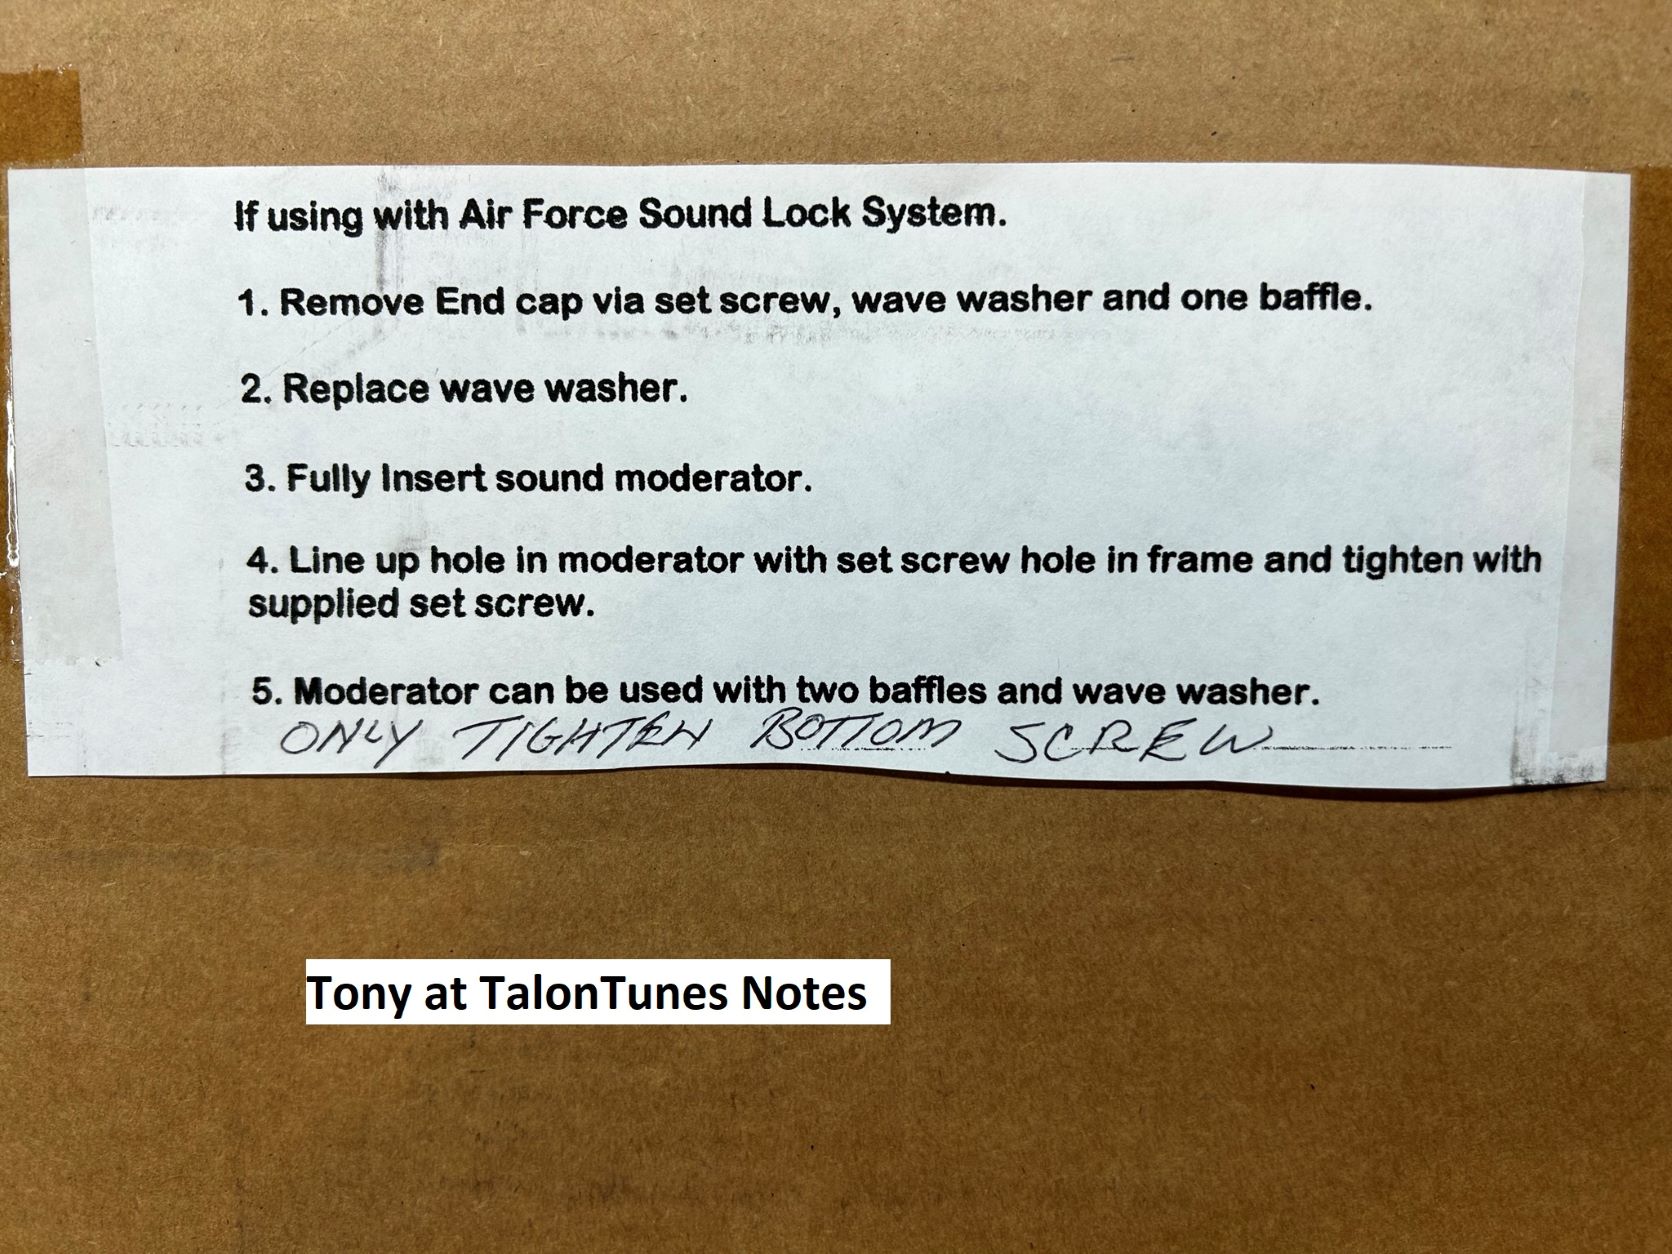 If using with Air Force Sound Lock System.
1. Remove End cap via set screw, wave washer and one baffle.
2. Replace wave washer.
3. Fully Insert sound moderator.
4. Line up hole in moderator with set screw hole in frame and tighten with
supplied set screw.
5. Moderator can be used with two baffles and wave washer.
ONLY TIGHTEN BOTTOM SCREW
Tony at TalonTunes Notes